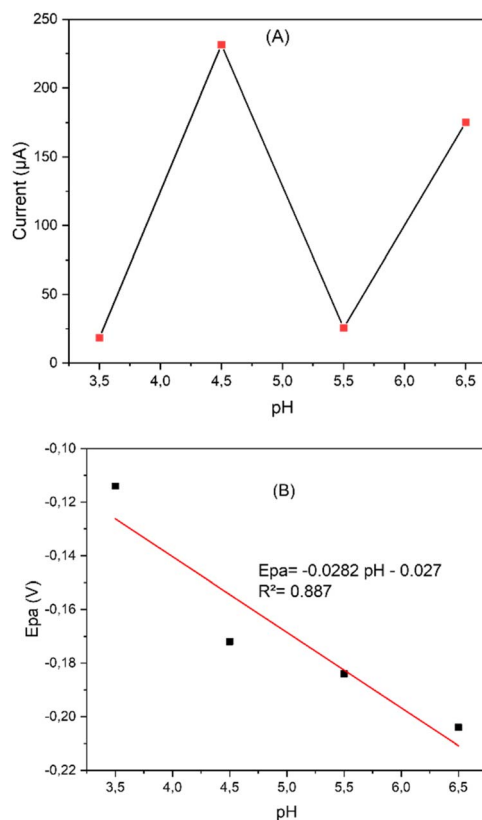 (A)
250
200
150
100
50
0
Current (µA)
3,5 4,0 4,5 5,0 5,5 6,0 6,5
pH
(B)
-0,10
-0,12
-0,14
-0,16
-0,18
-0,20
-0,22
Epa (V)
Epa= -0.0282 pH - 0.027
R²= 0.887
3,5 4,0 4,5 5,0 5,5 6,0 6,5
pH